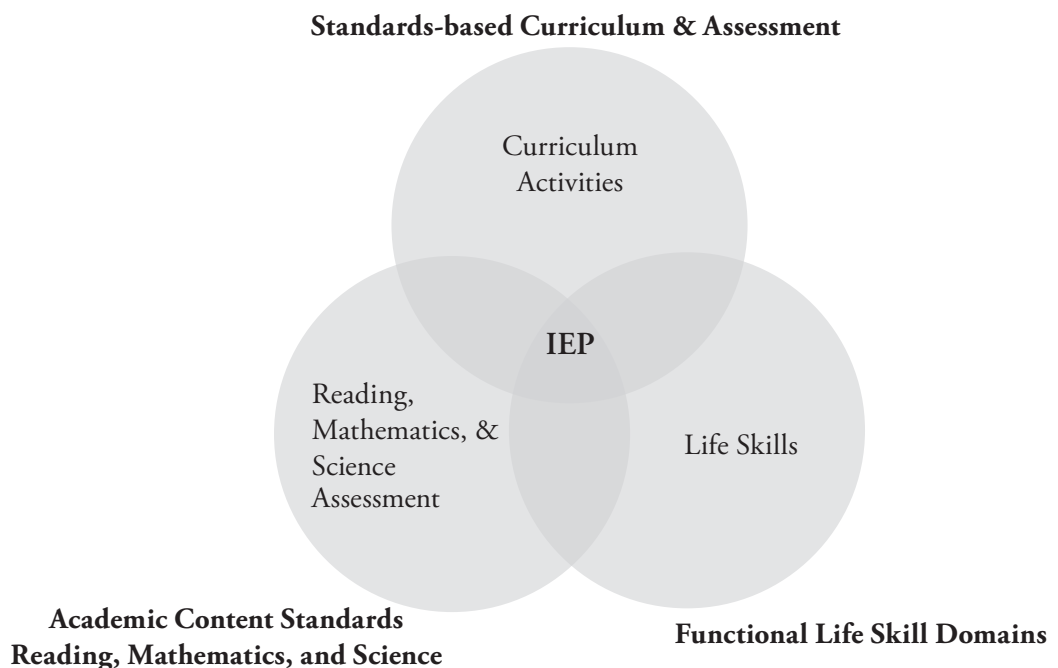 Standards-based Curriculum & Assessment
Curriculum
Activities
IEP
Reading,
Mathematics, &
Science
Assessment
Life Skills
Academic Content Standards
Reading, Mathematics, and Science
Functional Life Skill Domains